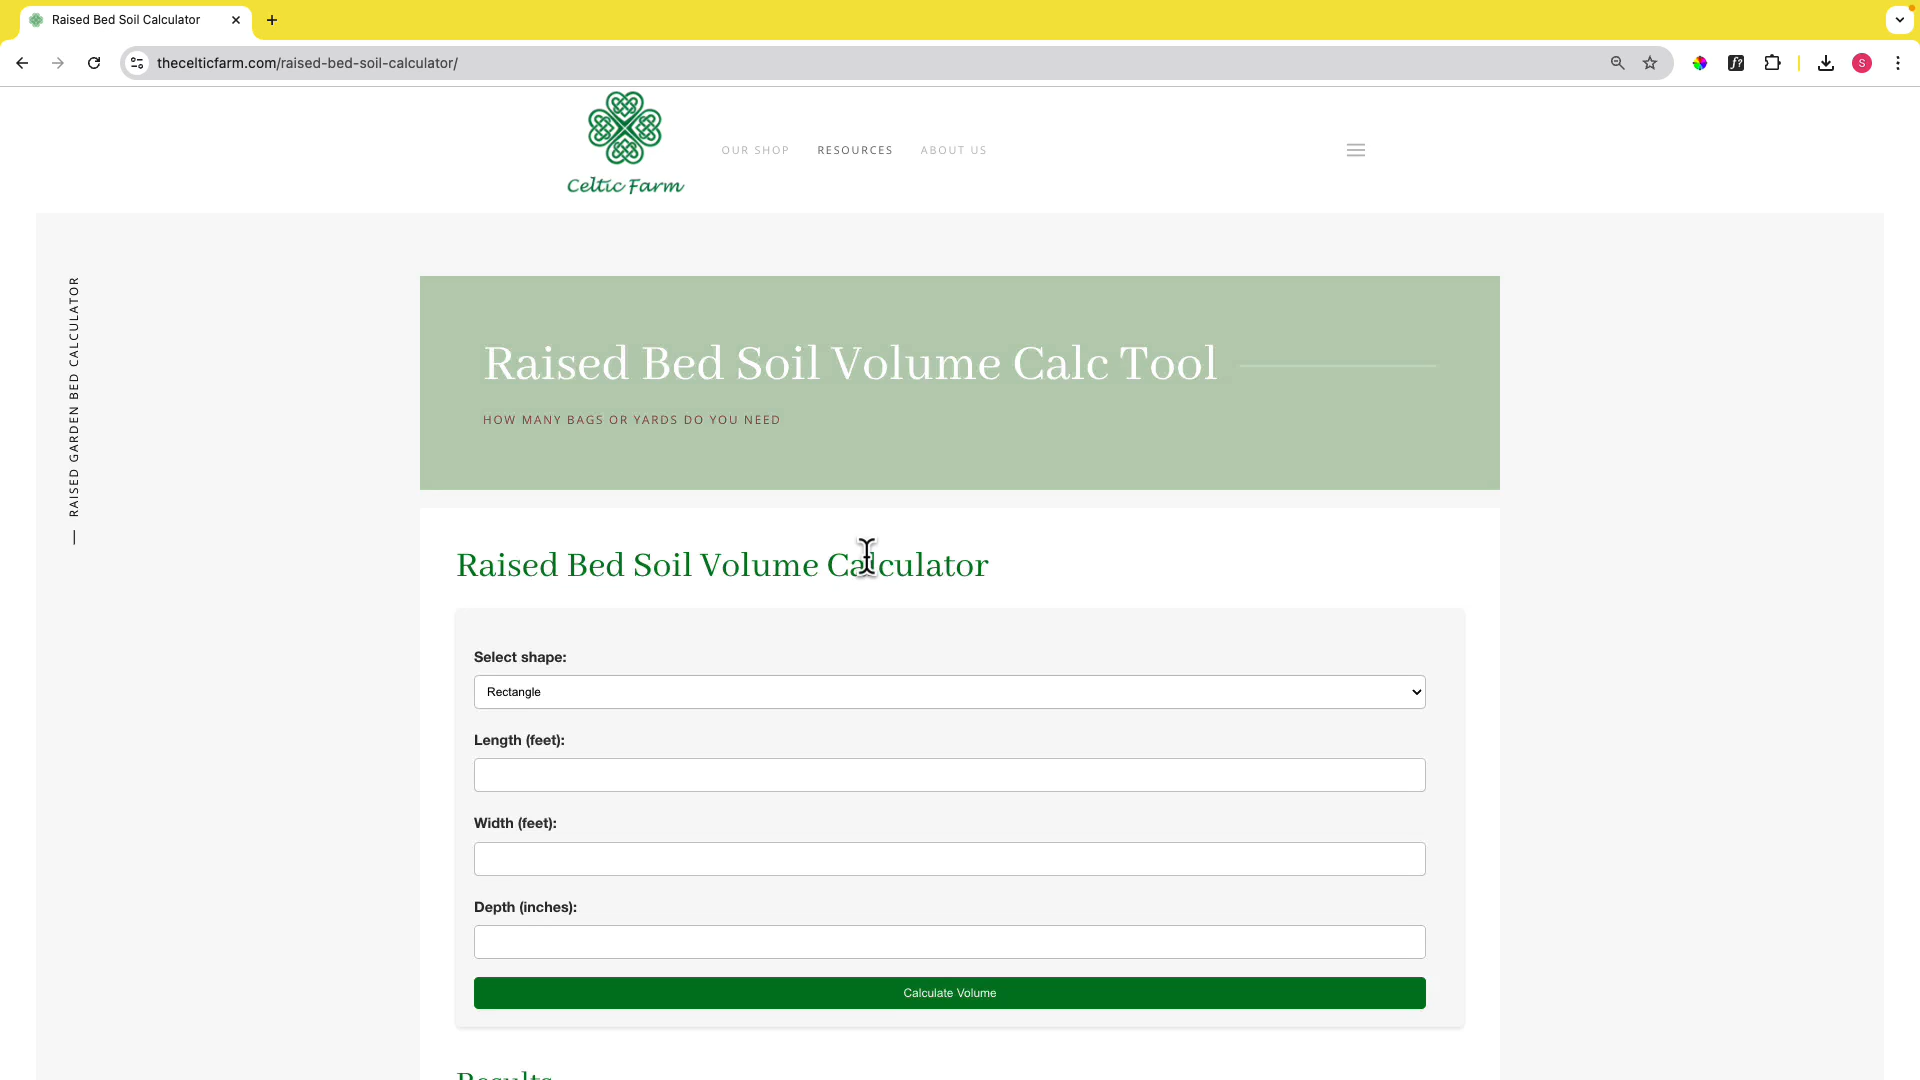 Raised Bed Soil Calculator
thecelticfarm.com/raised-bed-soil-calculator/
S
Celtic Farm
OUR SHOP
RESOURCES
ABOUT US
RAISED GARDEN BED CALCULATOR
Raised Bed Soil Volume Calc Tool
HOW MANY BAGS OR YARDS DO YOU NEED
Raised Bed Soil Volume Calculator
Select shape:
Rectangle
Length (feet):
Width (feet):
Depth (inches):
Calculate Volume
Results